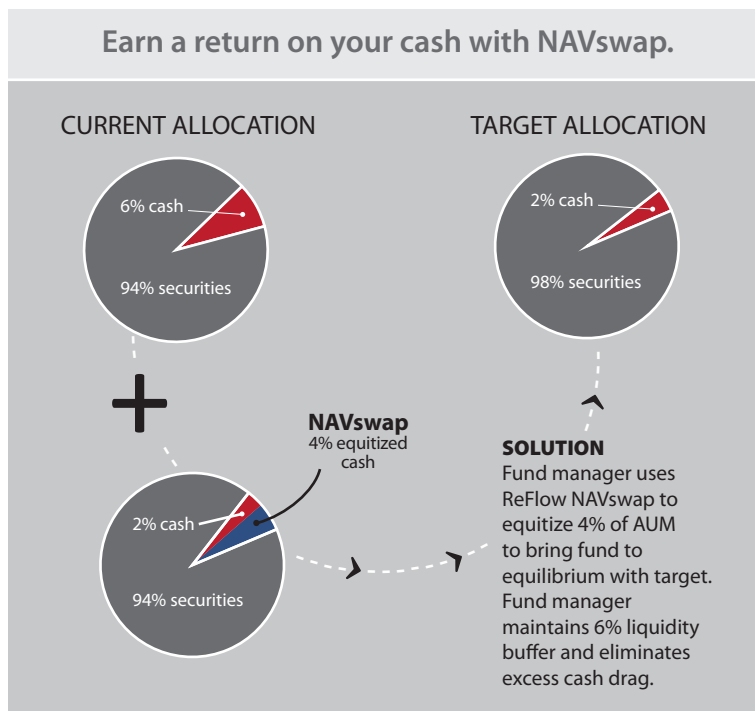 Earn a return on your cash with NAVswap.
CURRENT ALLOCATION
6% cash
94% securities
TARGET ALLOCATION
2% cash
98% securities
NAVswap
4% equitized
cash
2% cash
94% securities
SOLUTION
Fund manager uses
ReFlow NAVswap to
equitize 4% of AUM
to bring fund to
equilibrium with target.
Fund manager
maintains 6% liquidity
buffer and eliminates
excess cash drag.